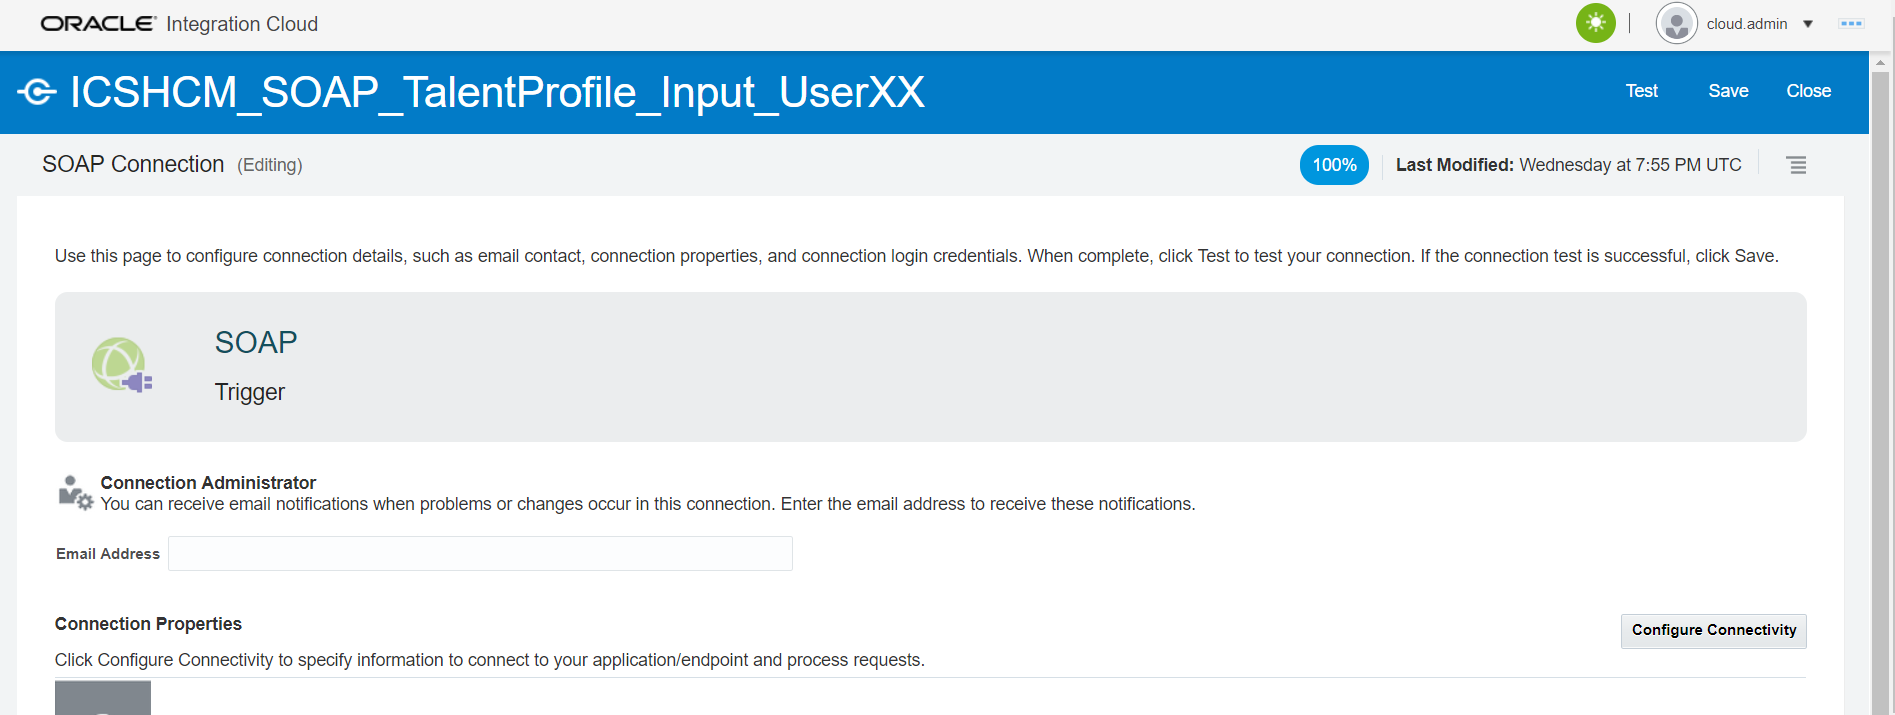 ORACLE Integration Cloud
cloud.admin
ICSHCM_SOAP_TalentProfile_Input_UserXX
Test Save Close
SOAP Connection (Editing)
100% Last Modified: Wednesday at 7:55 PM UTC
Use this page to configure connection details, such as email contact, connection properties, and connection login credentials. When complete, click Test to test your connection. If the connection test is successful, click Save.
SOAP
Trigger
Connection Administrator
You can receive email notifications when problems or changes occur in this connection. Enter the email address to receive these notifications.
Email Address
Connection Properties
Configure Connectivity
Click Configure Connectivity to specify information to connect to your application/endpoint and process requests.